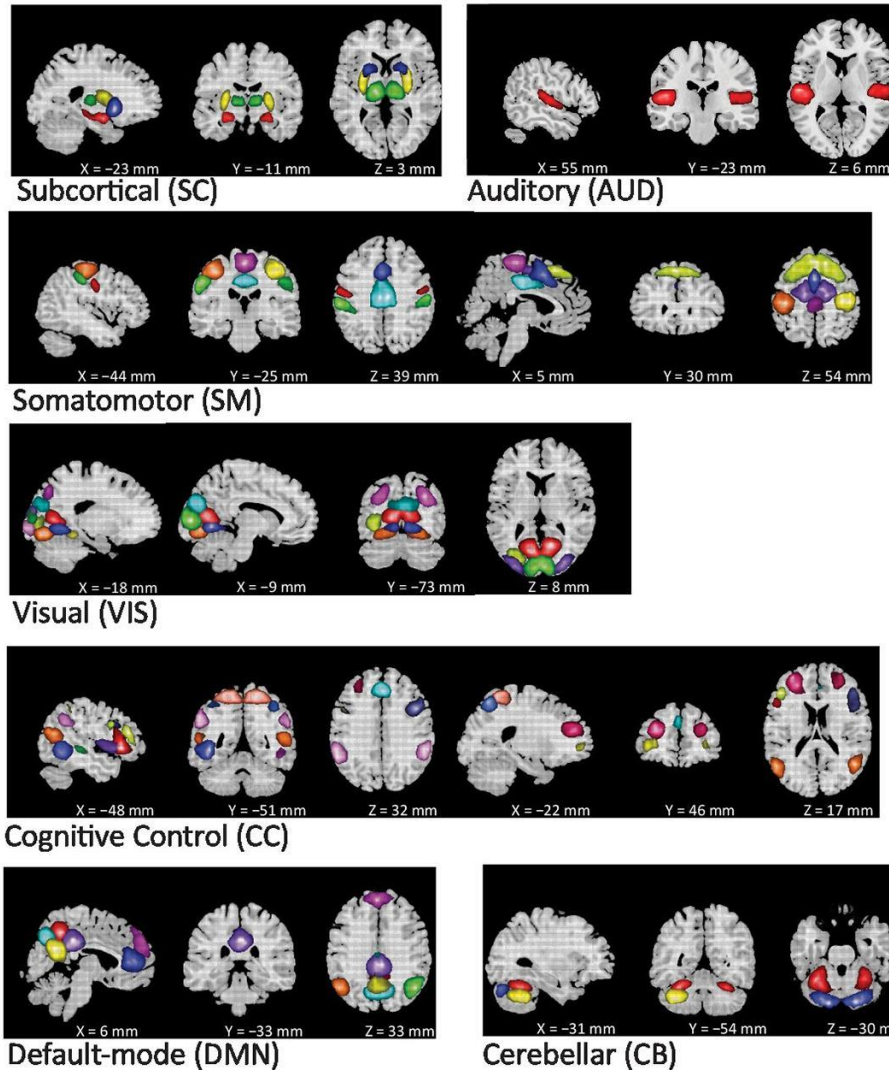 X = −23 mm Y = −11 mm Z = 3 mm
Subcortical (SC)
X = 55 mm Y = −23 mm Z = 6 mm
Auditory (AUD)
X = −44 mm Y = −25 mm Z = 39 mm X = 5 mm Y = 30 mm Z = 54 mm
Somatomotor (SM)
X = −18 mm X = −9 mm Y = −73 mm Z = 8 mm
Visual (VIS)
X = −48 mm Y = −51 mm Z = 32 mm X = −22 mm Y = 46 mm Z = 17 mm
Cognitive Control (CC)
X = 6 mm Y = −33 mm Z = 33 mm
Default-mode (DMN)
X = −31 mm Y = −54 mm Z = −30 mm
Cerebellar (CB)